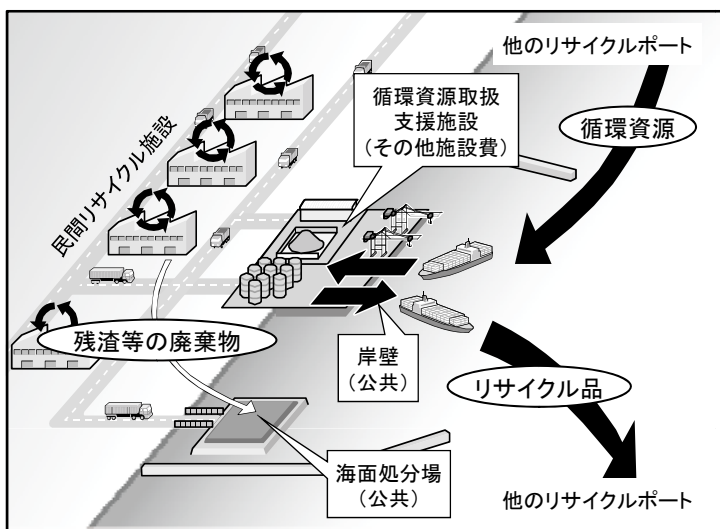 他のリサイクルポート
循環資源取扱
支援施設
(その他施設費)
循環資源
民間リサイクル施設
残渣等の廃棄物
岸壁
(公共)
リサイクル品
海面処分場
(公共)
他のリサイクルポート